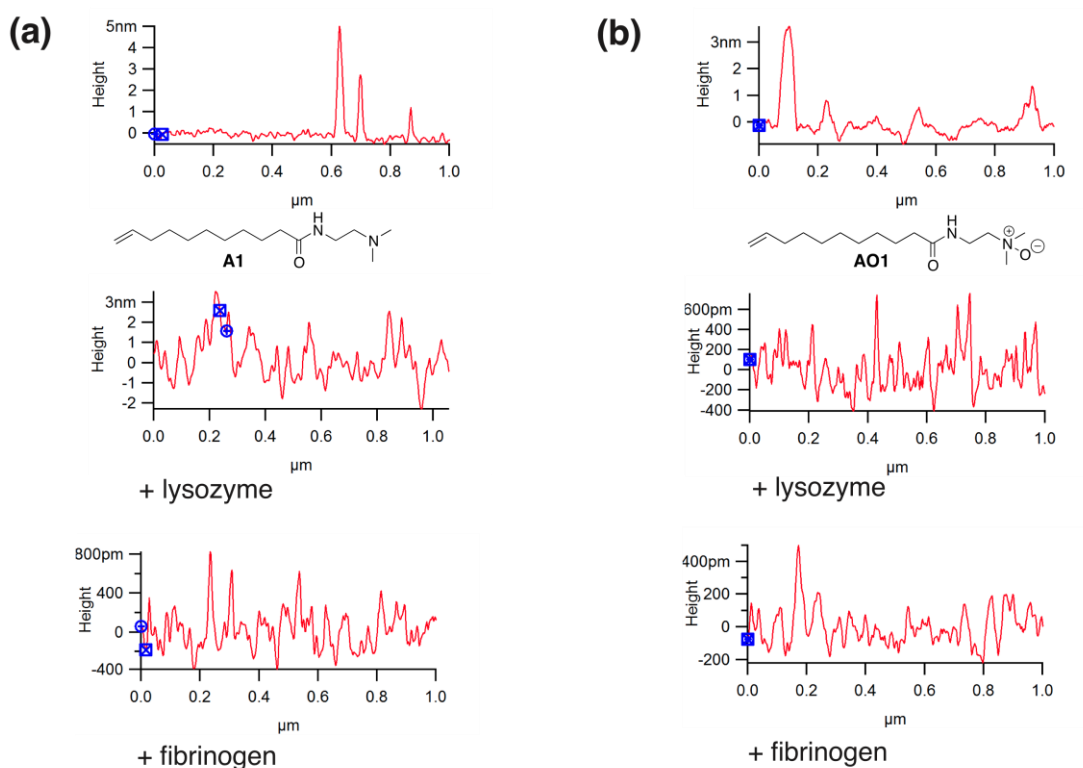 (a)
5nm
4
3
2
1
0
Height
0.0 0.2 0.4 0.6 0.8 1.0
µm
H
N
N
O
A1
3nm
2
1
0
-1
-2
Height
0.0 0.2 0.4 0.6 0.8 1.0
µm
+ lysozyme
800pm
400
0
-400
Height
0.0 0.2 0.4 0.6 0.8 1.0
µm
+ fibrinogen
(b)
3nm
2
1
0
Height
0.0 0.2 0.4 0.6 0.8 1.0
µm
H
N
+
N
O
−
O
AO1
600pm
400
200
0
-200
-400
Height
0.0 0.2 0.4 0.6 0.8 1.0
µm
+ lysozyme
400pm
200
0
-200
Height
0.0 0.2 0.4 0.6 0.8 1.0
µm
+ fibrinogen